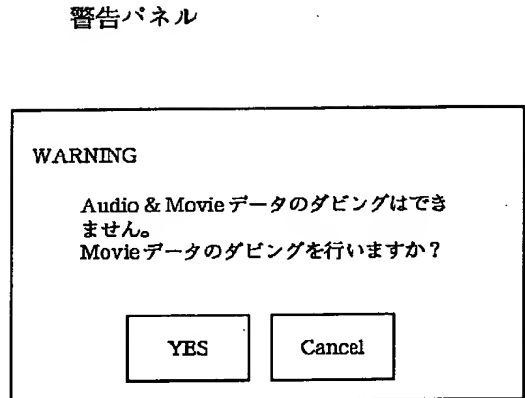 警告パネル
WARNING
Audio & Movieデータのダビングはでき
ません。
Movieデータのダビングを行いますか？
YES
Cancel